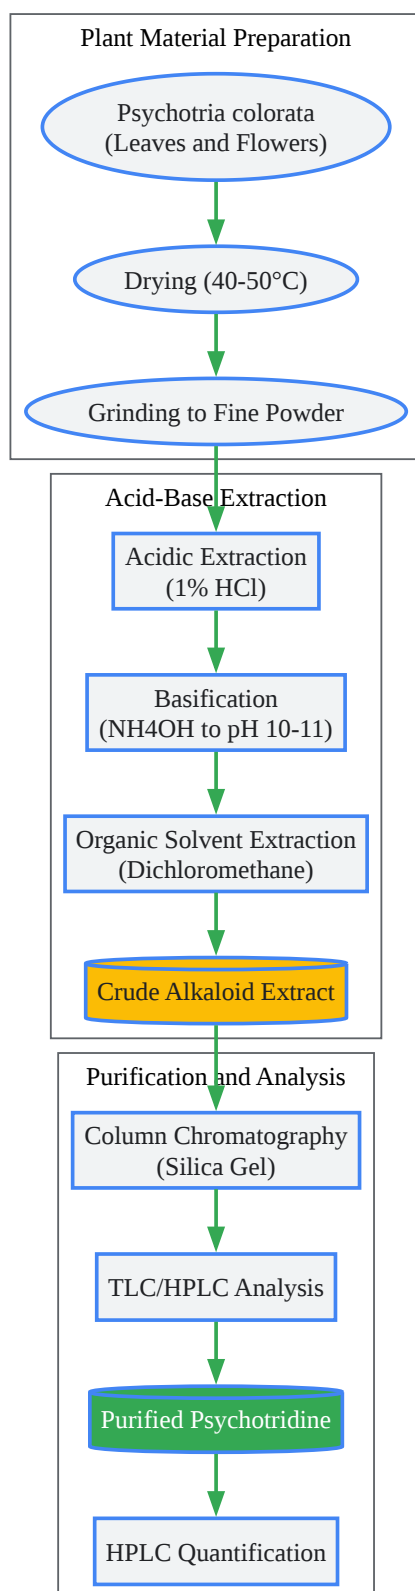 Plant Material Preparation
Psychotria colorata
(Leaves and Flowers)
Drying (40-50°C)
Grinding to Fine Powder
Acid-Base Extraction
Acidic Extraction
(1% HCl)
Basification
(NH4OH to pH 10-11)
Organic Solvent Extraction
(Dichloromethane)
Crude Alkaloid Extract
Purification and Analysis
Column Chromatography
(Silica Gel)
TLC/HPLC Analysis
Purified Psychotridine
HPLC Quantification